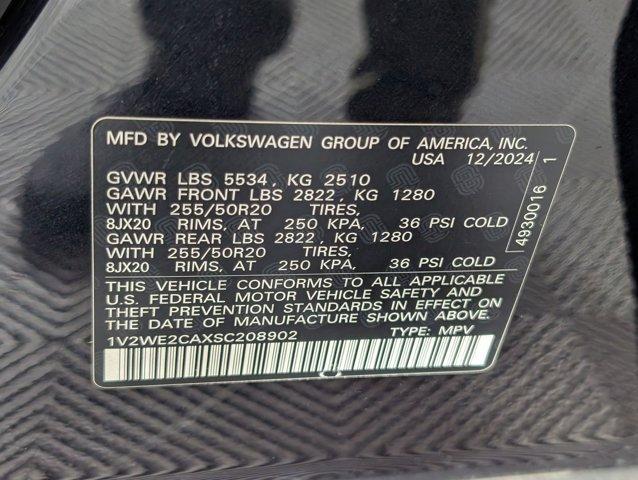 MFD BY VOLKSWAGEN GROUP OF AMERICA, INC.
USA 12/2024
GVWR LBS 5534, KG 2510
GAWR FRONT LBS 2822, KG 1280
WITH 255/50R20 TIRES,
8JX20 RIMS, AT 250 KPA, 36 PSI COLD
GAWR REAR LBS 2822, KG 1280
WITH 255/50R20 TIRES,
8JX20 RIMS, AT 250 KPA, 36 PSI COLD
THIS VEHICLE CONFORMS TO ALL APPLICABLE
U.S. FEDERAL MOTOR VEHICLE SAFETY AND
THEFT PREVENTION STANDARDS IN EFFECT ON
THE DATE OF MANUFACTURE SHOWN ABOVE.
1V2WE2CAXSC208902 TYPE: MPV
4930016 1